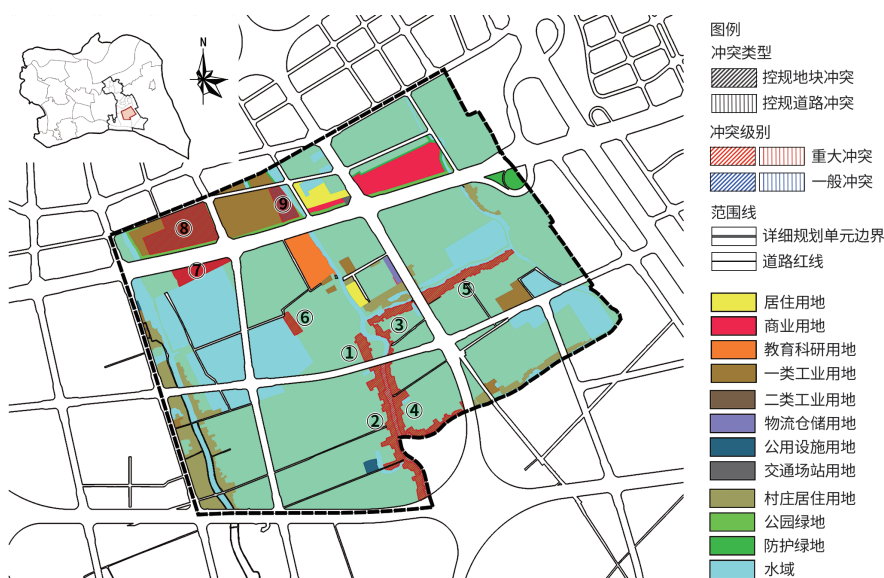 N
⑧
⑨
⑦
⑥
⑤
③
①
②
④
图例
冲突类型
控规地块冲突
控规道路冲突
冲突级别
重大冲突
一般冲突
范围线
详细规划单元边界
道路红线
居住用地
商业用地
教育科研用地
一类工业用地
二类工业用地
物流仓储用地
公用设施用地
交通场站用地
村庄居住用地
公园绿地
防护绿地
水域